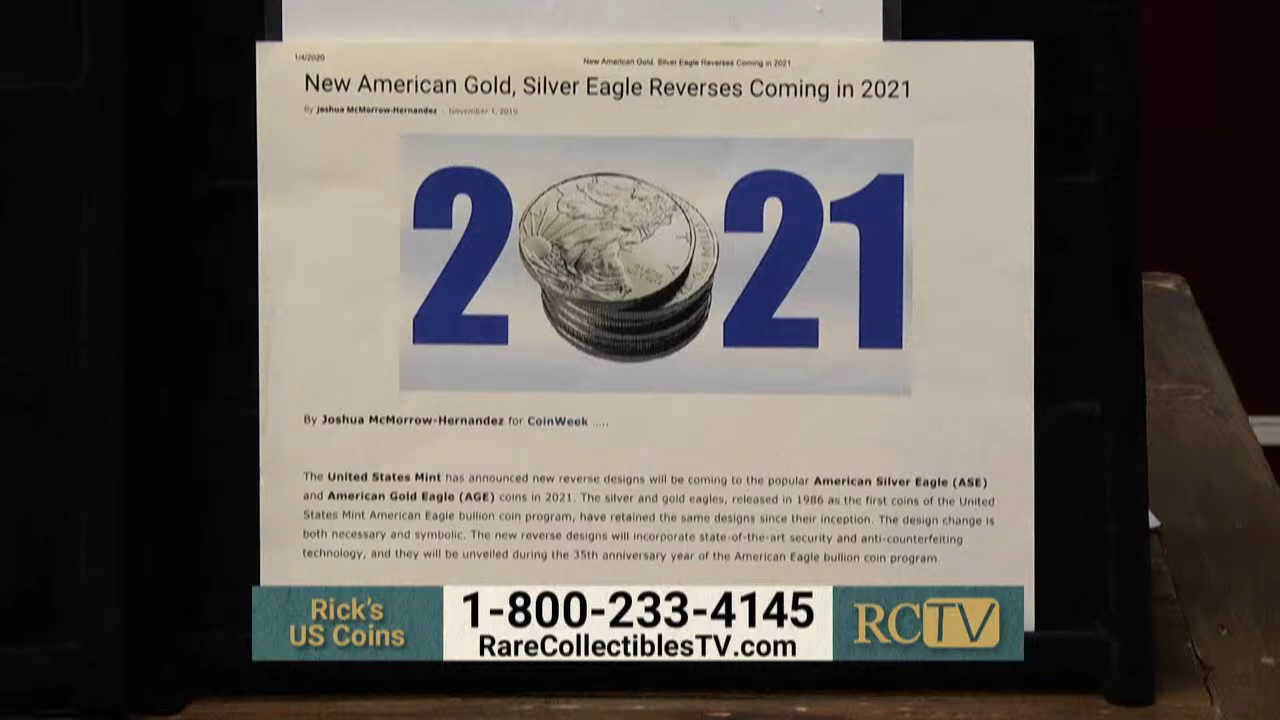 1/4/2020
New American Gold, Silver Eagle Reverses Coming in 2021
New American Gold, Silver Eagle Reverses Coming in 2021
By Joshua McMorrow-Hernandez - November 1, 2019
2 21
By Joshua McMorrow-Hernandez for CoinWeek .....
The United States Mint has announced new reverse designs will be coming to the popular American Silver Eagle (ASE)
and American Gold Eagle (AGE) coins in 2021. The silver and gold eagles, released in 1986 as the first coins of the United
States Mint American Eagle bullion coin program, have retained the same designs since their inception. The design change is
both necessary and symbolic. The new reverse designs will incorporate state-of-the-art security and anti-counterfeiting
technology, and they will be unveiled during the 35th anniversary year of the American Eagle bullion coin program.
Rick's
US Coins
1-800-233-4145
RareCollectiblesTV.com
RCTV